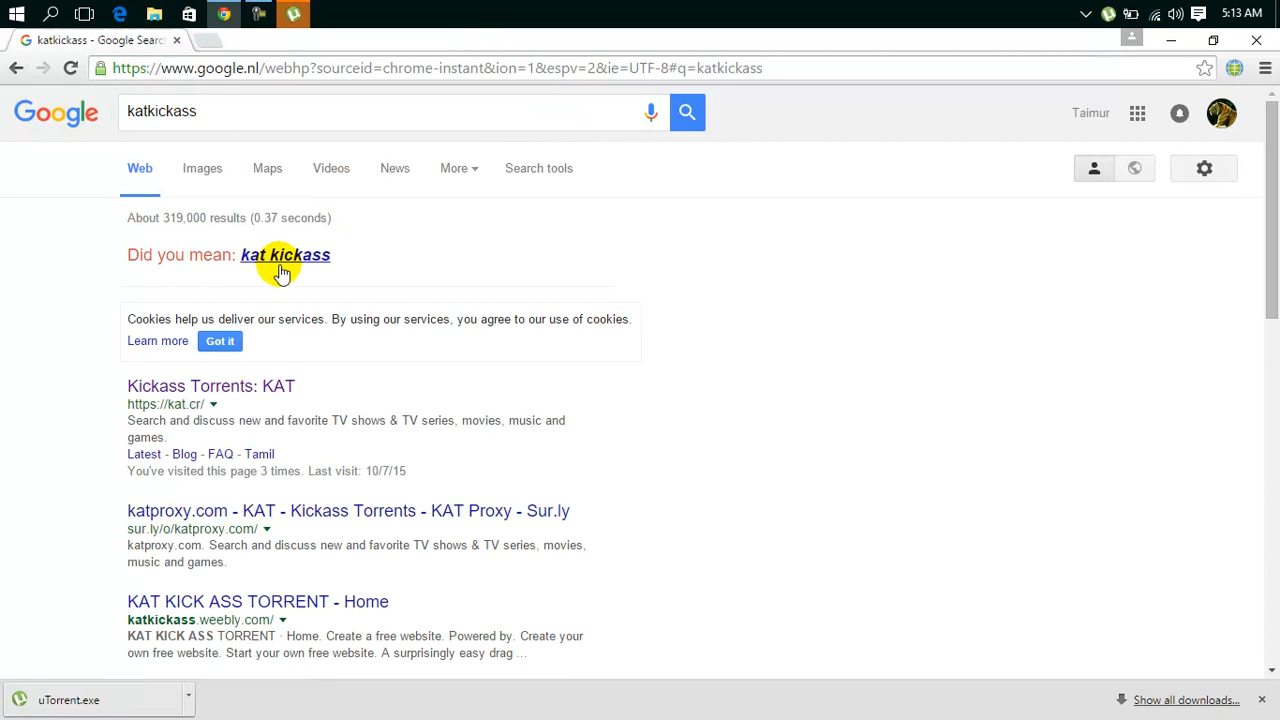 5:13 AM
katkickass - Google Searc
https://www.google.nl/webhp?sourceid=chrome-instant&ion=1&espv=2&ie=UTF-8#q=katkickass
Google
katkickass
Taimur
Web Images Maps Videos News More Search tools
About 319,000 results (0.37 seconds)
Did you mean: kat kickass
Cookies help us deliver our services. By using our services, you agree to our use of cookies.
Learn more Got it
Kickass Torrents: KAT
https://kat.cr/
Search and discuss new and favorite TV shows & TV series, movies, music and
games.
Latest - Blog - FAQ - Tamil
You've visited this page 3 times. Last visit: 10/7/15
katproxy.com - KAT - Kickass Torrents - KAT Proxy - Sur.ly
sur.ly/o/katproxy.com/
katproxy.com. Search and discuss new and favorite TV shows & TV series, movies,
music and games.
KAT KICK ASS TORRENT - Home
katkickass.weebly.com/
KAT KICK ASS TORRENT · Home. Create a free website. Powered by. Create your
own free website. Start your own free website. A surprisingly easy drag ...
uTorrent.exe
Show all downloads...